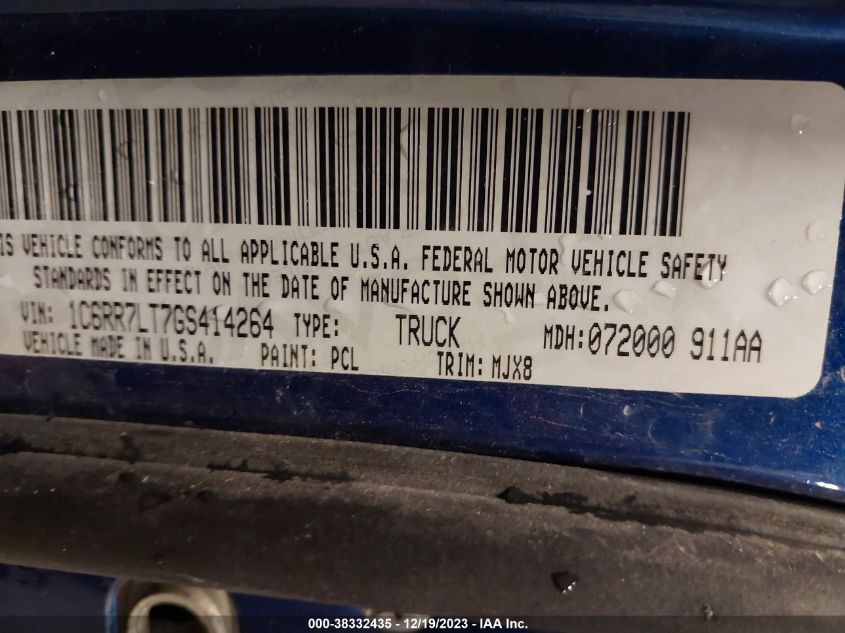 IS VEHICLE CONFORMS TO ALL APPLICABLE U.S.A. FEDERAL MOTOR VEHICLE SAFETY
STANDARDS IN EFFECT ON THE DATE OF MANUFACTURE SHOWN ABOVE.
VIN: 1C6RR7LT7GS414264 TYPE: TRUCK MDH:072000 911AA
VEHICLE MADE IN U.S.A. PAINT: PCL TRIM: MJX8
000-38332435 - 12/19/2023 - IAA Inc.